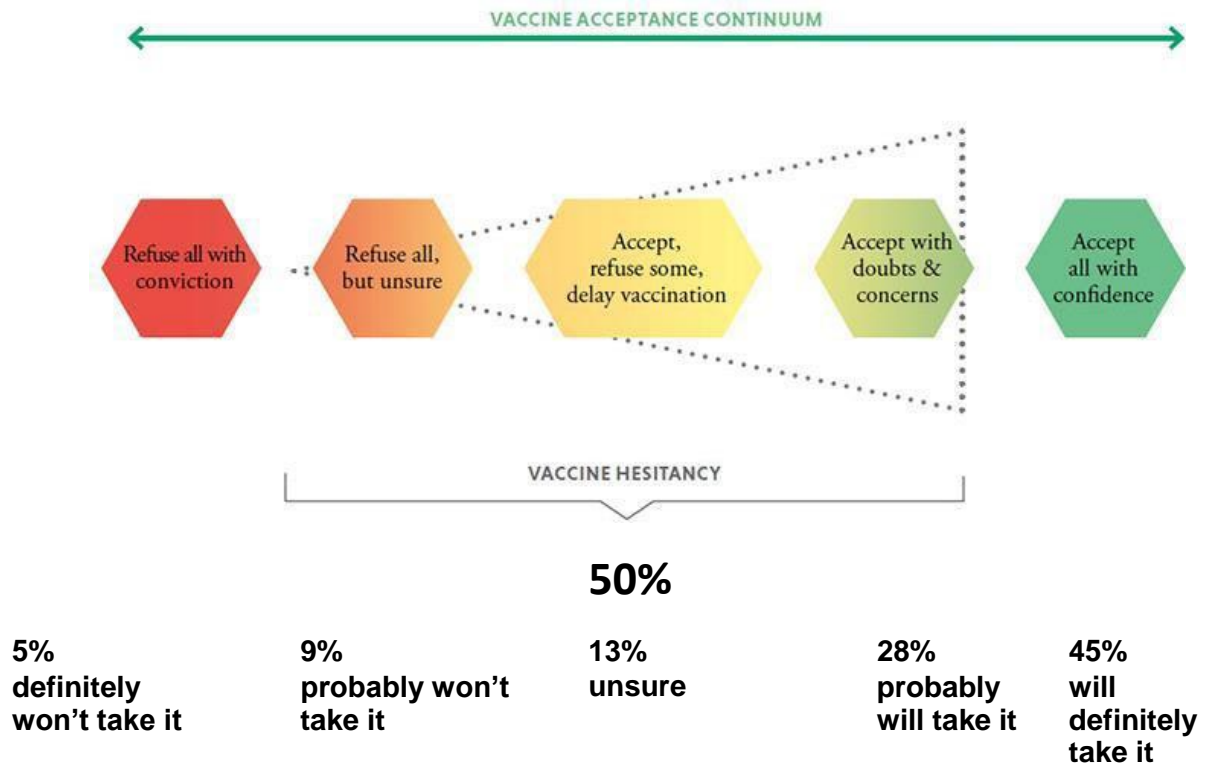 VACCINE ACCEPTANCE CONTINUUM
Refuse all with
conviction
Refuse all,
but unsure
Accept,
refuse some,
delay vaccination
Accept with
doubts &
concerns
Accept
all with
confidence
VACCINE HESITANCY
50%
5%
definitely
won’t take it
9%
probably won’t
take it
13%
unsure
28%
probably
will take it
45%
will
definitely
take it